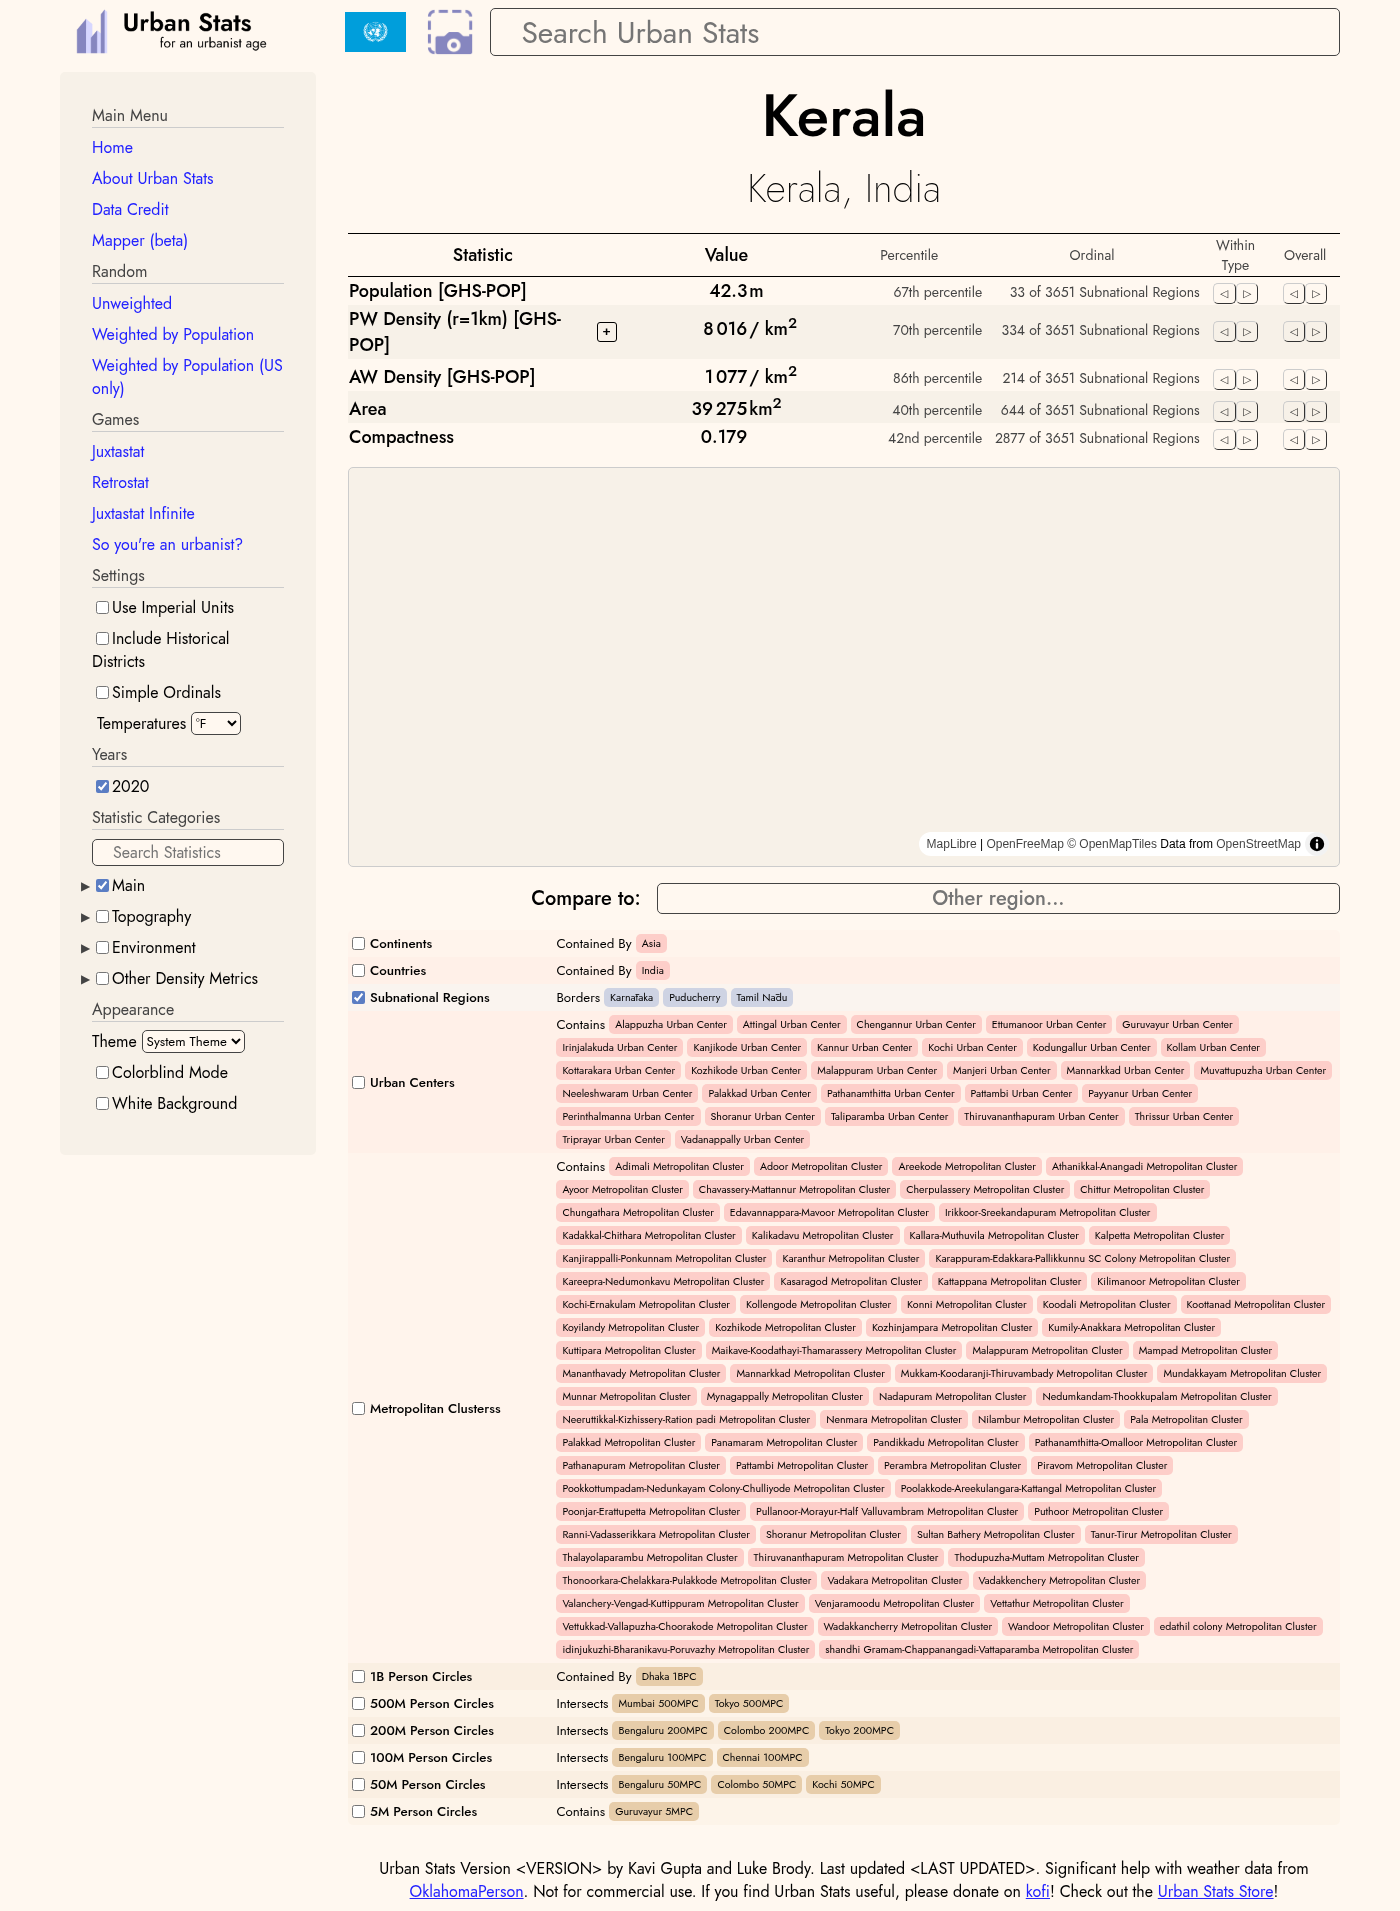 Urban Stats
for an urbanist age
Search Urban Stats
Main Menu
Home
About Urban Stats
Data Credit
Mapper (beta)
Random
Unweighted
Weighted by Population
Weighted by Population (US
only)
Games
Juxtastat
Retrostat
Juxtastat Infinite
So you're an urbanist?
Settings
Use Imperial Units
Include Historical
Districts
Simple Ordinals
Temperatures °F
Years
2020
Statistic Categories
Search Statistics
Main
Topography
Environment
Other Density Metrics
Appearance
Theme System Theme
Colorblind Mode
White Background
Kerala
Kerala, India
Statistic Value Percentile Ordinal Within Type Overall
Population [GHS-POP] 42.3 m 67th percentile 33 of 3651 Subnational Regions
PW Density (r=1km) [GHS-POP] + 8 016 / km2 70th percentile 334 of 3651 Subnational Regions
AW Density [GHS-POP] 1 077 / km2 86th percentile 214 of 3651 Subnational Regions
Area 39 275 km2 40th percentile 644 of 3651 Subnational Regions
Compactness 0.179 42nd percentile 2877 of 3651 Subnational Regions
MapLibre | OpenFreeMap © OpenMapTiles Data from OpenStreetMap
Compare to: Other region...
Continents Contained By Asia
Countries Contained By India
Subnational Regions Borders Karnātaka Puducherry Tamil Nādu
Urban Centers
Contains Alappuzha Urban Center Attingal Urban Center Chengannur Urban Center Ettumanoor Urban Center Guruvayur Urban Center
Irinjalakuda Urban Center Kanjikode Urban Center Kannur Urban Center Kochi Urban Center Kodungallur Urban Center Kollam Urban Center
Kottarakara Urban Center Kozhikode Urban Center Malappuram Urban Center Manjeri Urban Center Mannarkkad Urban Center Muvattupuzha Urban Center
Neeleshwaram Urban Center Palakkad Urban Center Pathanamthitta Urban Center Pattambi Urban Center Payyanur Urban Center
Perinthalmanna Urban Center Shoranur Urban Center Taliparamba Urban Center Thiruvananthapuram Urban Center Thrissur Urban Center
Triprayar Urban Center Vadanappally Urban Center
Metropolitan Clusterss
Contains Adimali Metropolitan Cluster Adoor Metropolitan Cluster Areekode Metropolitan Cluster Athanikkal-Anangadi Metropolitan Cluster
Ayoor Metropolitan Cluster Chavassery-Mattannur Metropolitan Cluster Cherpulassery Metropolitan Cluster Chittur Metropolitan Cluster
Chungathara Metropolitan Cluster Edavannappara-Mavoor Metropolitan Cluster Irikkoor-Sreekandapuram Metropolitan Cluster
Kadakkal-Chithara Metropolitan Cluster Kalikadavu Metropolitan Cluster Kallara-Muthuvila Metropolitan Cluster Kalpetta Metropolitan Cluster
Kanjirappalli-Ponkunnam Metropolitan Cluster Karanthur Metropolitan Cluster Karappuram-Edakkara-Pallikkunnu SC Colony Metropolitan Cluster
Kareepra-Nedumonkavu Metropolitan Cluster Kasaragod Metropolitan Cluster Kattappana Metropolitan Cluster Kilimanoor Metropolitan Cluster
Kochi-Ernakulam Metropolitan Cluster Kollengode Metropolitan Cluster Konni Metropolitan Cluster Koodali Metropolitan Cluster Koottanad Metropolitan Cluster
Koyilandy Metropolitan Cluster Kozhikode Metropolitan Cluster Kozhinjampara Metropolitan Cluster Kumily-Anakkara Metropolitan Cluster
Kuttipara Metropolitan Cluster Maikave-Koodathayi-Thamarassery Metropolitan Cluster Malappuram Metropolitan Cluster Mampad Metropolitan Cluster
Mananthavady Metropolitan Cluster Mannarkkad Metropolitan Cluster Mukkam-Koodaranji-Thiruvambady Metropolitan Cluster Mundakkayam Metropolitan Cluster
Munnar Metropolitan Cluster Mynagappally Metropolitan Cluster Nadapuram Metropolitan Cluster Nedumkandam-Thookkupalam Metropolitan Cluster
Neeruttikkal-Kizhissery-Ration padi Metropolitan Cluster Nenmara Metropolitan Cluster Nilambur Metropolitan Cluster Pala Metropolitan Cluster
Palakkad Metropolitan Cluster Panamaram Metropolitan Cluster Pandikkadu Metropolitan Cluster Pathanamthitta-Omalloor Metropolitan Cluster
Pathanapuram Metropolitan Cluster Pattambi Metropolitan Cluster Perambra Metropolitan Cluster Piravom Metropolitan Cluster
Pookkottumpadam-Nedunkayam Colony-Chulliyode Metropolitan Cluster Poolakkode-Areekulangara-Kattangal Metropolitan Cluster
Poonjar-Erattupetta Metropolitan Cluster Pullanoor-Morayur-Half Valluvambram Metropolitan Cluster Puthoor Metropolitan Cluster
Ranni-Vadasserikkara Metropolitan Cluster Shoranur Metropolitan Cluster Sultan Bathery Metropolitan Cluster Tanur-Tirur Metropolitan Cluster
Thalayolaparambu Metropolitan Cluster Thiruvananthapuram Metropolitan Cluster Thodupuzha-Muttam Metropolitan Cluster
Thonoorkara-Chelakkara-Pulakkode Metropolitan Cluster Vadakara Metropolitan Cluster Vadakkenchery Metropolitan Cluster
Valanchery-Vengad-Kuttippuram Metropolitan Cluster Venjaramoodu Metropolitan Cluster Vettathur Metropolitan Cluster
Vettukkad-Vallapuzha-Choorakode Metropolitan Cluster Wadakkancherry Metropolitan Cluster Wandoor Metropolitan Cluster edathil colony Metropolitan Cluster
idinjukuzhi-Bharanikavu-Poruvazhy Metropolitan Cluster shandhi Gramam-Chappanangadi-Vattaparamba Metropolitan Cluster
1B Person Circles Contained By Dhaka 1BPC
500M Person Circles Intersects Mumbai 500MPC Tokyo 500MPC
200M Person Circles Intersects Bengaluru 200MPC Colombo 200MPC Tokyo 200MPC
100M Person Circles Intersects Bengaluru 100MPC Chennai 100MPC
50M Person Circles Intersects Bengaluru 50MPC Colombo 50MPC Kochi 50MPC
5M Person Circles Contains Guruvayur 5MPC
Urban Stats Version <VERSION> by Kavi Gupta and Luke Brody. Last updated <LAST UPDATED>. Significant help with weather data from
OklahomaPerson. Not for commercial use. If you find Urban Stats useful, please donate on kofi! Check out the Urban Stats Store!